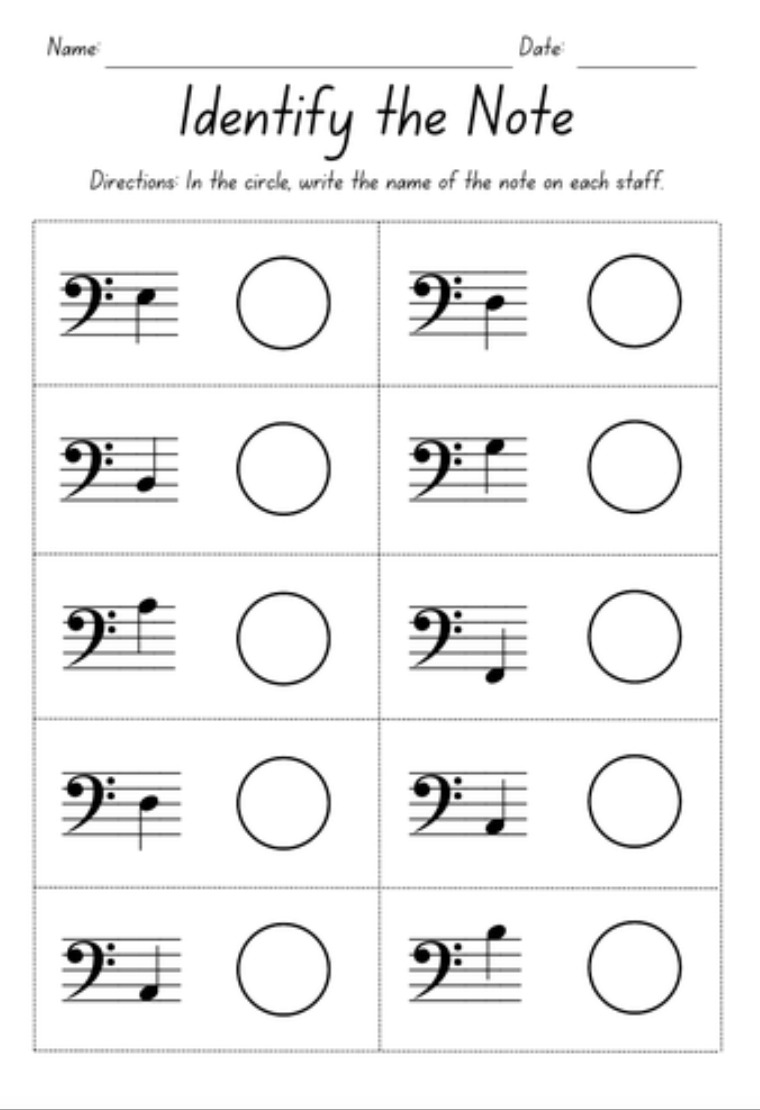 Name: Date:
Identify the Note
Directions: In the circle, write the name of the note on each staff.